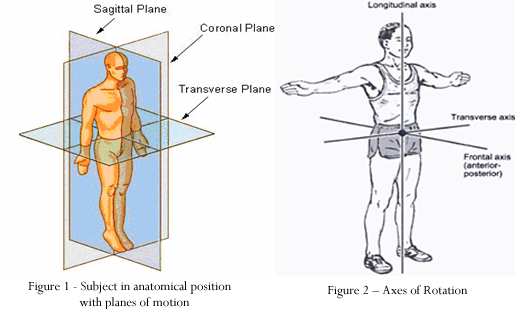 Sagittal Plane
Coronal Plane
Transverse Plane
Figure 1 - Subject in anatomical position
with planes of motion
Longitudinal axis
Transverse axis
Frontal axis
(anterior-
posterior)
Figure 2 – Axes of Rotation